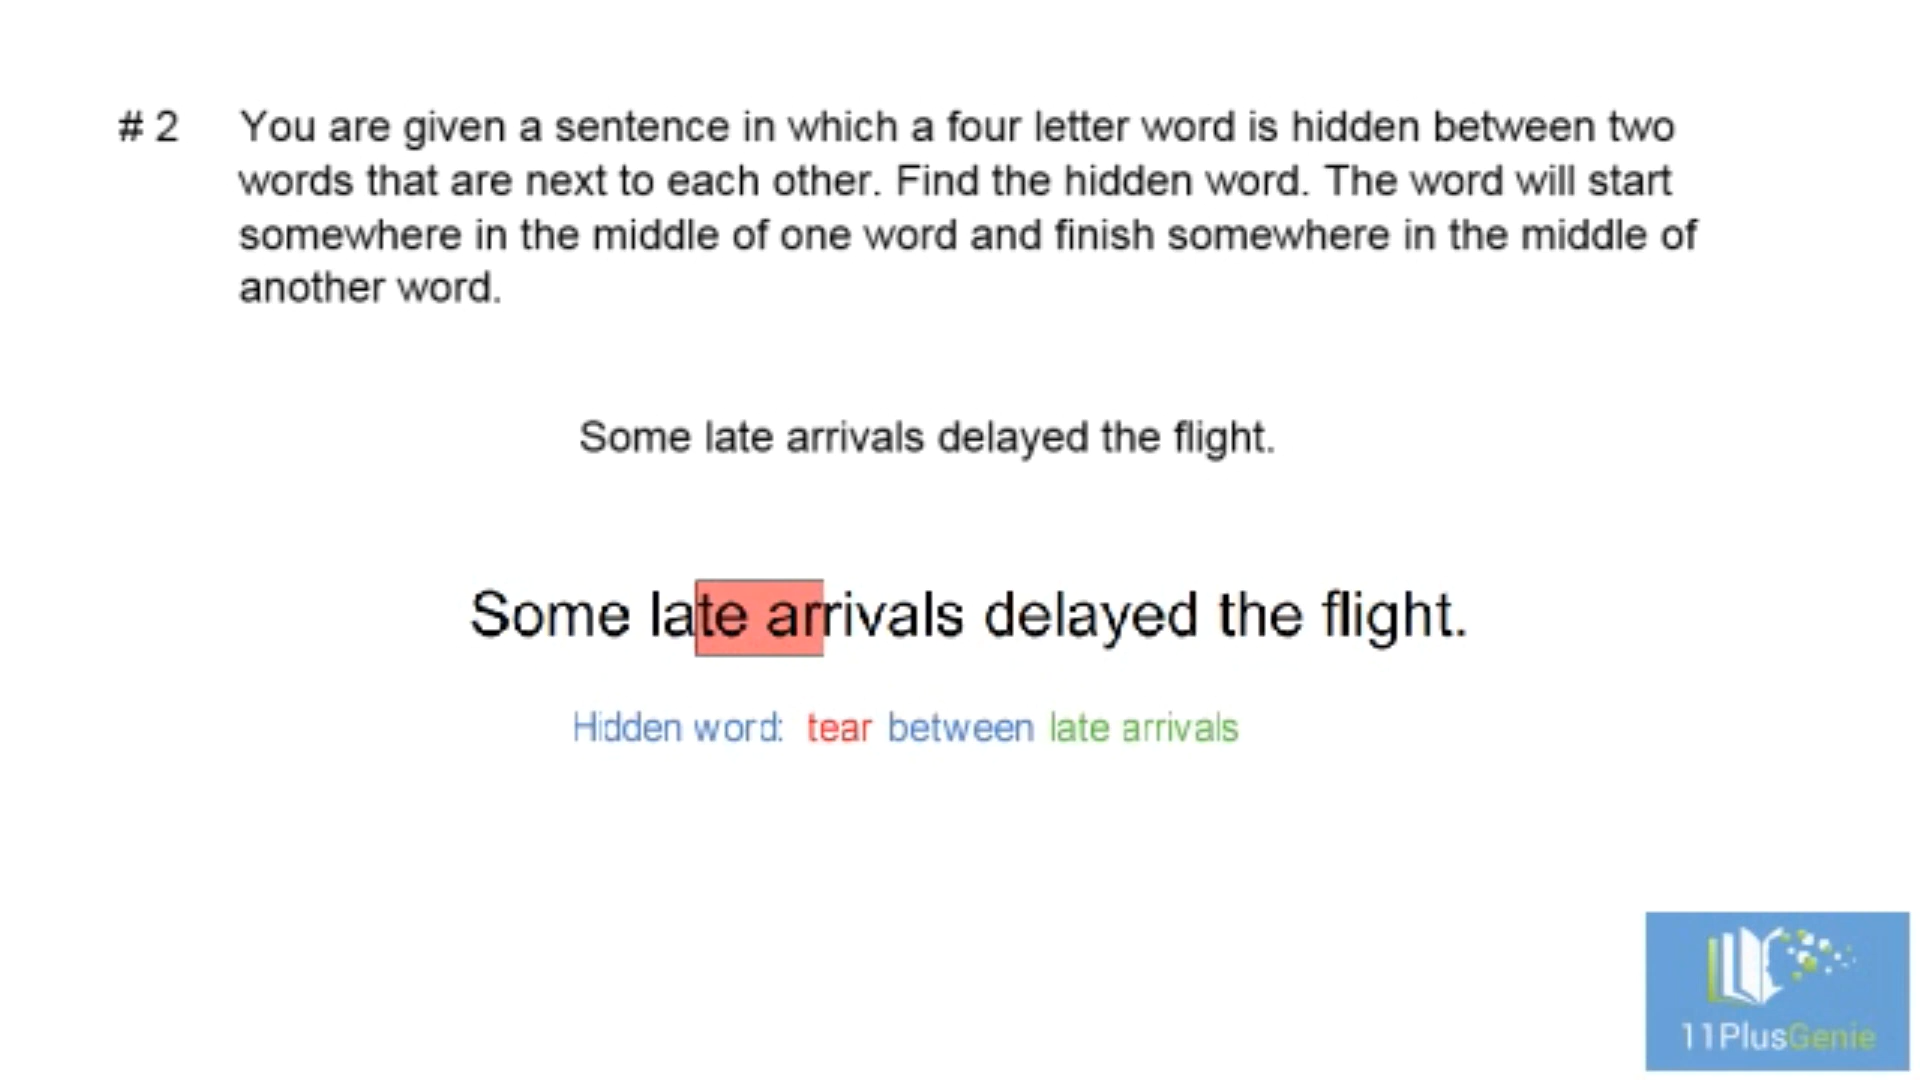 # 2 You are given a sentence in which a four letter word is hidden between two
words that are next to each other. Find the hidden word. The word will start
somewhere in the middle of one word and finish somewhere in the middle of
another word.
Some late arrivals delayed the flight.
Some late arrivals delayed the flight.
Hidden word: tear between late arrivals
11PlusGenie